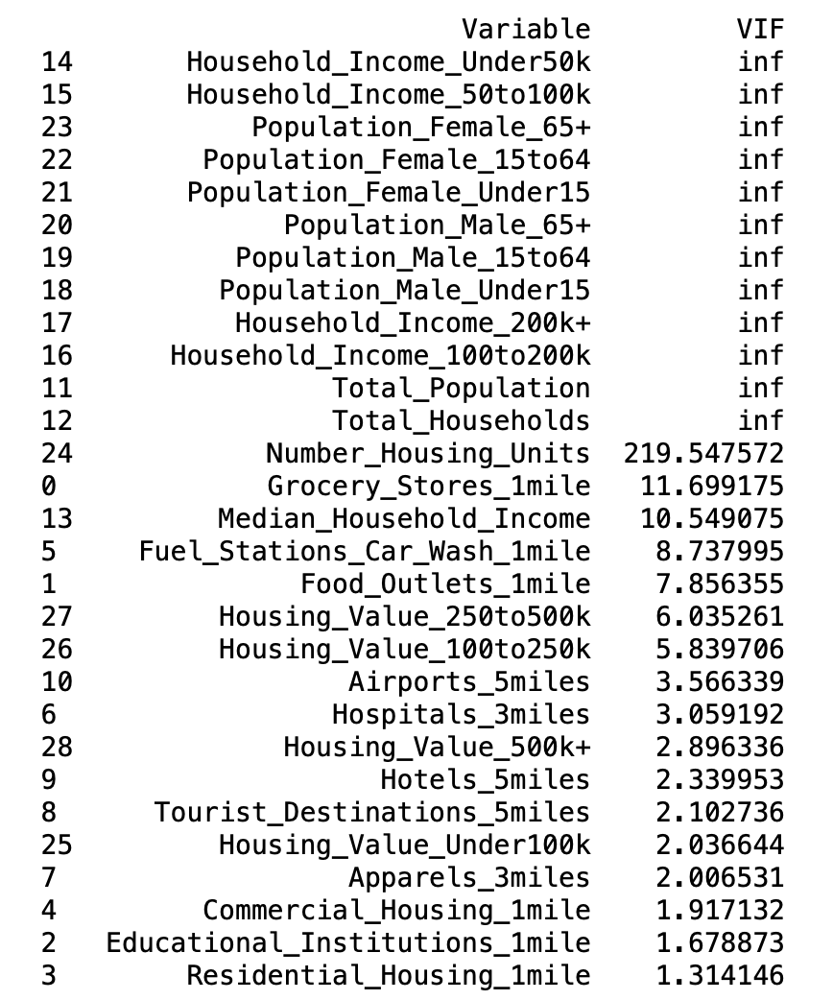 Variable VIF
14 Household_Income_Under50k inf
15 Household_Income_50to100k inf
23 Population_Female_65+ inf
22 Population_Female_15to64 inf
21 Population_Female_Under15 inf
20 Population_Male_65+ inf
19 Population_Male_15to64 inf
18 Population_Male_Under15 inf
17 Household_Income_200k+ inf
16 Household_Income_100to200k inf
11 Total_Population inf
12 Total_Households inf
24 Number_Housing_Units 219.547572
0 Grocery_Stores_1mile 11.699175
13 Median_Household_Income 10.549075
5 Fuel_Stations_Car_Wash_1mile 8.737995
1 Food_Outlets_1mile 7.856355
27 Housing_Value_250to500k 6.035261
26 Housing_Value_100to250k 5.839706
10 Airports_5miles 3.566339
6 Hospitals_3miles 3.059192
28 Housing_Value_500k+ 2.896336
9 Hotels_5miles 2.339953
8 Tourist_Destinations_5miles 2.102736
25 Housing_Value_Under100k 2.036644
7 Apparels_3miles 2.006531
4 Commercial_Housing_1mile 1.917132
2 Educational_Institutions_1mile 1.678873
3 Residential_Housing_1mile 1.314146